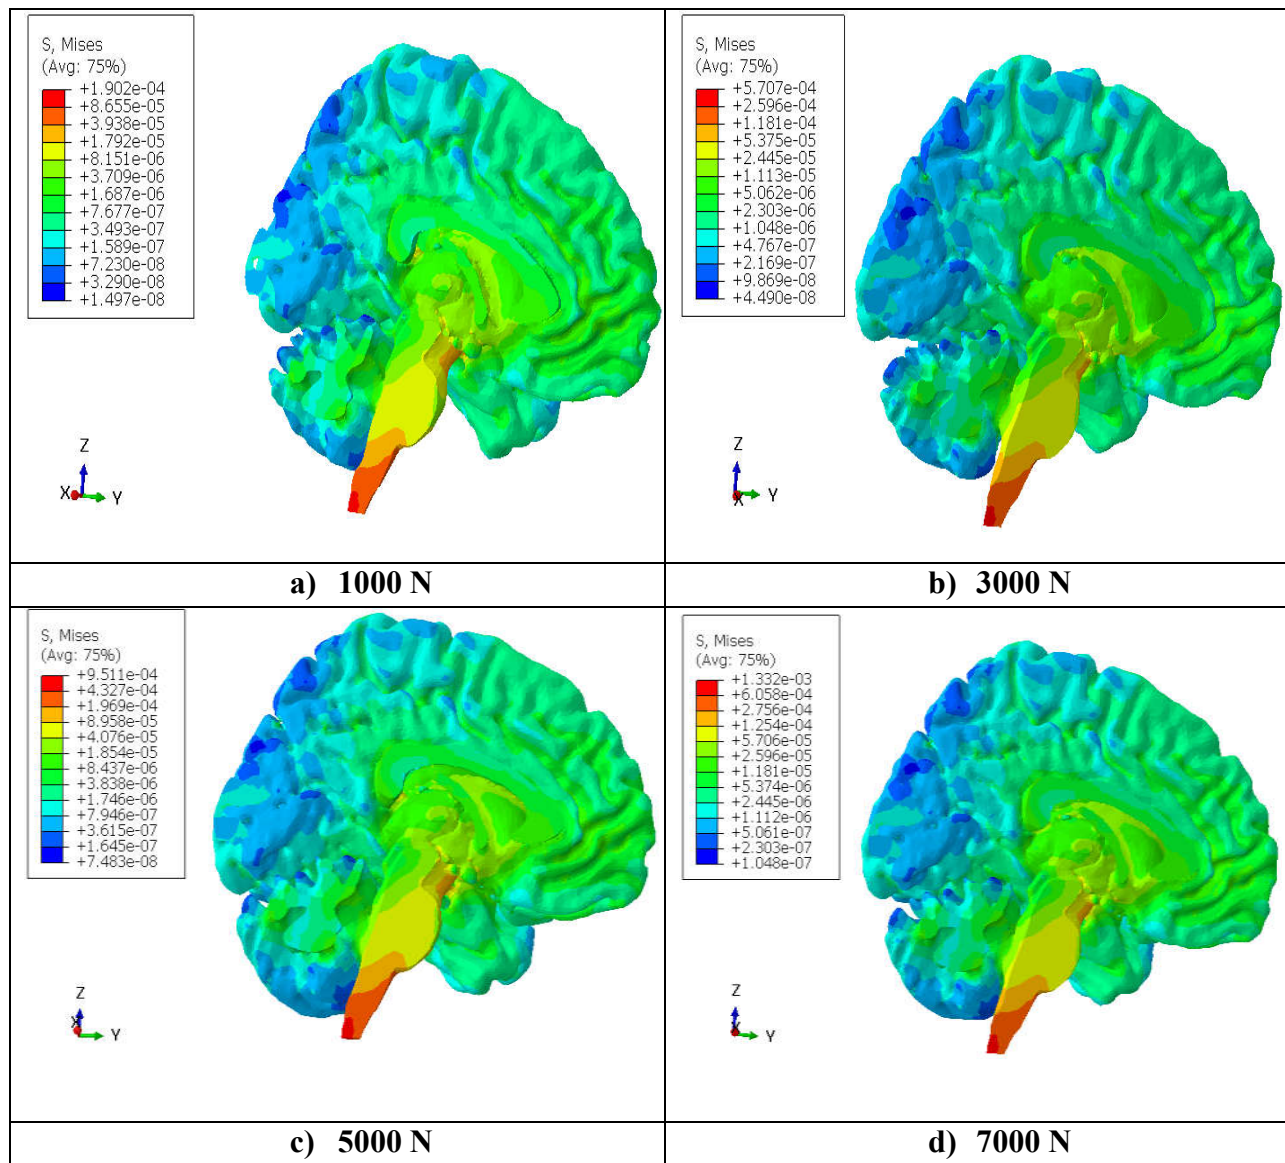 S, Mises
(Avg: 75%)
+1.902e-04
+8.655e-05
+3.938e-05
+1.792e-05
+8.151e-06
+3.709e-06
+1.687e-06
+7.677e-07
+3.493e-07
+1.589e-07
+7.230e-08
+3.290e-08
+1.497e-08
Z
X
Y
S, Mises
(Avg: 75%)
+5.707e-04
+2.596e-04
+1.181e-04
+5.375e-05
+2.445e-05
+1.113e-05
+5.062e-06
+2.303e-06
+1.048e-06
+4.767e-07
+2.169e-07
+9.869e-08
+4.490e-08
Z
X
Y
a) 1000 N
b) 3000 N
S, Mises
(Avg: 75%)
+9.511e-04
+4.327e-04
+1.969e-04
+8.958e-05
+4.076e-05
+1.854e-05
+8.437e-06
+3.838e-06
+1.746e-06
+7.946e-07
+3.615e-07
+1.645e-07
+7.483e-08
Z
X
Y
S, Mises
(Avg: 75%)
+1.332e-03
+6.058e-04
+2.756e-04
+1.254e-04
+5.706e-05
+2.596e-05
+1.181e-05
+5.374e-06
+2.445e-06
+1.112e-06
+5.061e-07
+2.303e-07
+1.048e-07
Z
X
Y
c) 5000 N
d) 7000 N